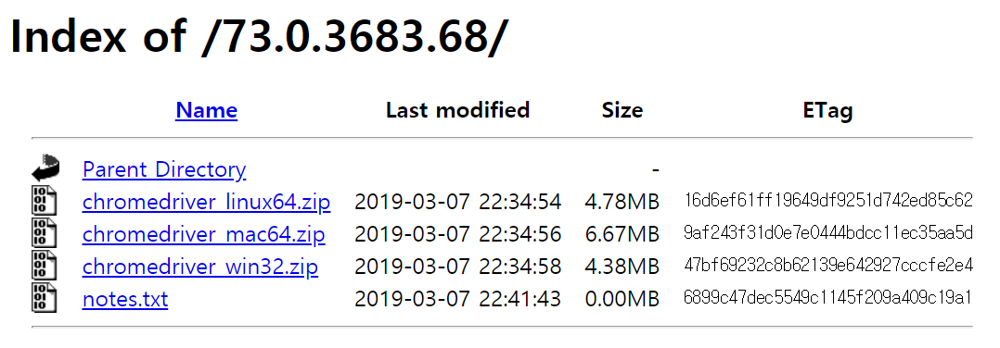 Index of /73.0.3683.68/
Name Last modified Size ETag
Parent Directory -
chromedriver_linux64.zip 2019-03-07 22:34:54 4.78MB 16d6ef61ff19649df9251d742ed85c62
chromedriver_mac64.zip 2019-03-07 22:34:56 6.67MB 9af243f31d0e7e0444bdcc11ec35aa5d
chromedriver_win32.zip 2019-03-07 22:34:58 4.38MB 47bf69232c8b62139e642927cccfe2e4
notes.txt 2019-03-07 22:41:43 0.00MB 6899c47dec5549c1145f209a409c19a1